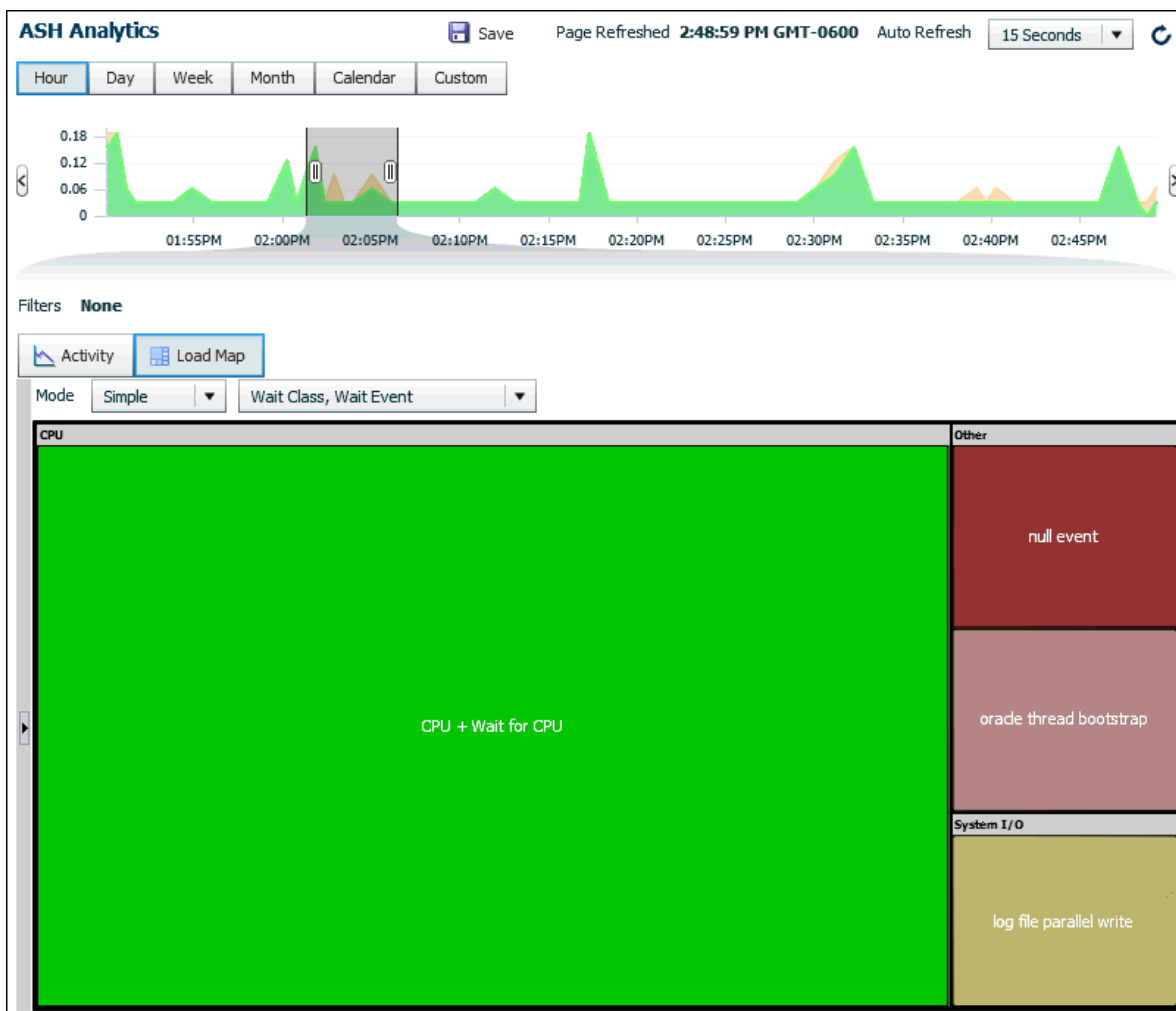 ASH Analytics Save Page Refreshed 2:48:59 PM GMT-0600 Auto Refresh 15 Seconds
Hour Day Week Month Calendar Custom
0.18
0.12
0.06
0
01:55PM 02:00PM 02:05PM 02:10PM 02:15PM 02:20PM 02:25PM 02:30PM 02:35PM 02:40PM 02:45PM
Filters None
Activity Load Map
Mode Simple Wait Class, Wait Event
CPU Other
null event
oracle thread bootstrap
CPU + Wait for CPU
System I/O
log file parallel write